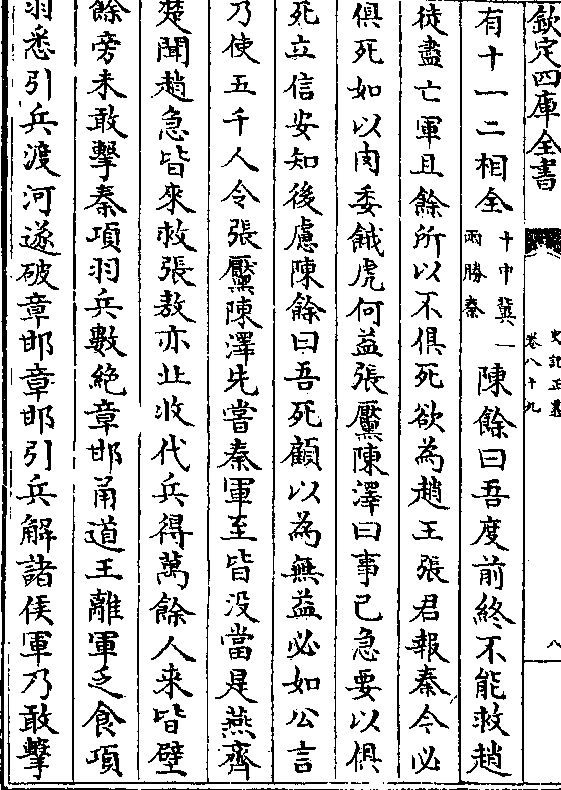 欽定四庫全書
史記正義
卷八十九
八
有十一二相全
十中冀一
兩勝秦
陳餘曰吾度前終不能救趙
徒盡亡軍且餘所以不俱死欲為趙王張君報秦今必
俱死如以肉委餓虎何益張黶陳澤曰事已急要以俱
死立信安知後慮陳餘曰吾死顧以為無益必如公言
乃使五千人令張黶陳澤先嘗秦軍至皆没當是燕齊
楚聞趙急皆來救張敖亦北收代兵得萬餘人来皆壁
餘旁未敢擊秦項羽兵數絶章邯甬道王離軍乏食項
羽悉引兵渡河遂破章邯章邯引兵解諸侯軍乃敢擊